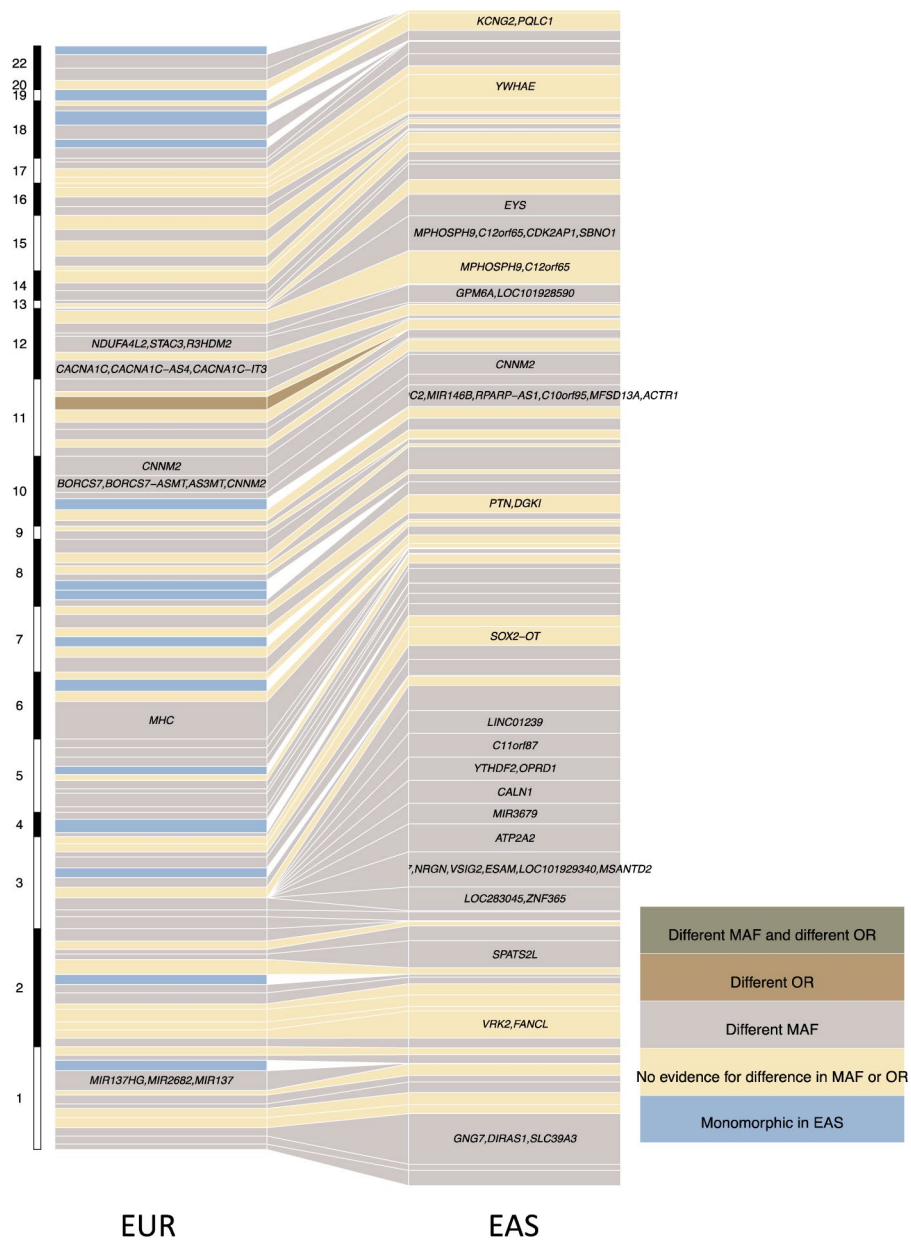 KCNG2,PQLC1
22
20
19
YWHAE
18
17
16
EYS
15
MPHOSPH9,C12orf65,CDK2AP1,SBNO1
MPHOSPH9,C12orf65
14
GPM6A,LOC101928590
13
12
NDUFA4L2,STAC3,R3HDM2
CNNM2
CACNA1C,CACNA1C−AS4,CACNA1C−IT3
C2,MIR146B,RPARP−AS1,C10orf95,MFSD13A,ACTR1
11
CNNM2
BORCS7,BORCS7−ASMT,AS3MT,CNNM2
10
PTN,DGKI
9
8
7
SOX2−OT
6
MHC
LINC01239
C11orf87
5
YTHDF2,OPRD1
CALN1
MIR3679
4
ATP2A2
7,NRGN,VSIG2,ESAM,LOC101929340,MSANTD2
3
LOC283045,ZNF365
Different MAF and different OR
SPATS2L
Different OR
2
VRK2,FANCL
Different MAF
No evidence for difference in MAF or OR
MIR137HG,MIR2682,MIR137
1
Monomorphic in EAS
GNG7,DIRAS1,SLC39A3
EUR
EAS